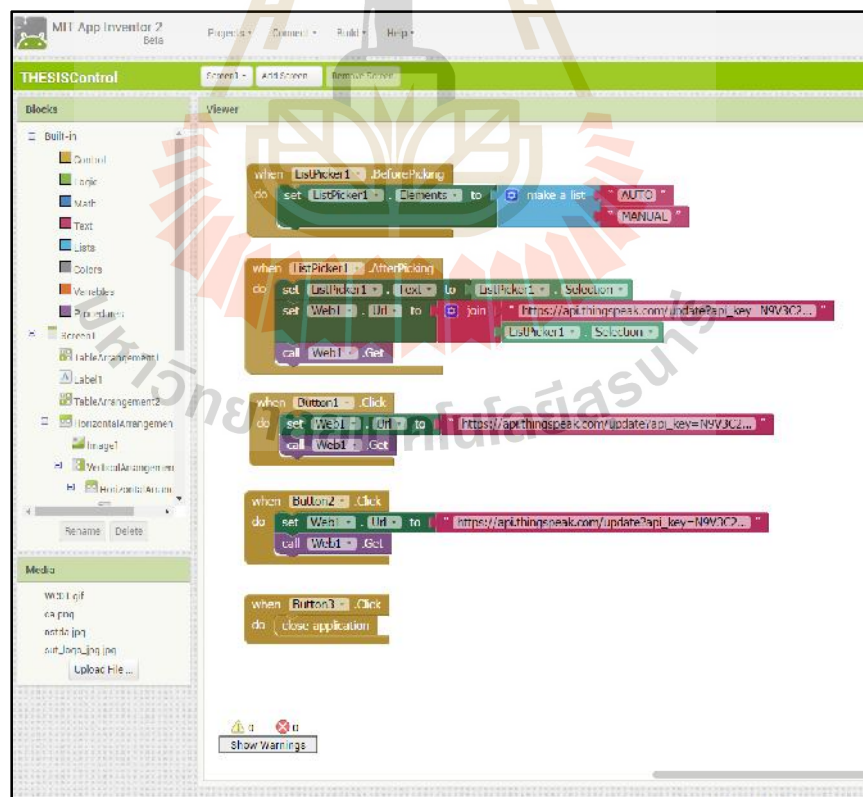 MIT App Inventor 2
Beta
Projects Connect Build Help
THESISControl
Screen1 Add Screen Remove Screen
Blocks
Viewer
Built-in
Control
Logic
Math
Text
Lists
Colors
Variables
Procedures
Screen1
TableArrangement1
Label1
TableArrangement2
HorizontalArrangemen
Image1
VerticalArrangemen
Rename Delete
Media
ca.png
nstda.jpg
sut_logo_jpg.jpg
Upload File ...
when ListPicker1 .BeforePicking
do set ListPicker1 . Elements to make a list " AUTO "
" MANUAL "
when ListPicker1 .AfterPicking
do set ListPicker1 . Text to ListPicker1 . Selection
set Web1 . Url to join " https://api.thingspeak.com/update?api_key=N9V3C2... "
ListPicker1 . Selection
call Web1 .Get
when Button1 .Click
do set Web1 . Url to " https://api.thingspeak.com/update?api_key=N9V3C2... "
call Web1 .Get
when Button2 .Click
do set Web1 . Url to " https://api.thingspeak.com/update?api_key=N9V3C2... "
call Web1 .Get
when Button3 .Click
do close application
0 0
Show Warnings